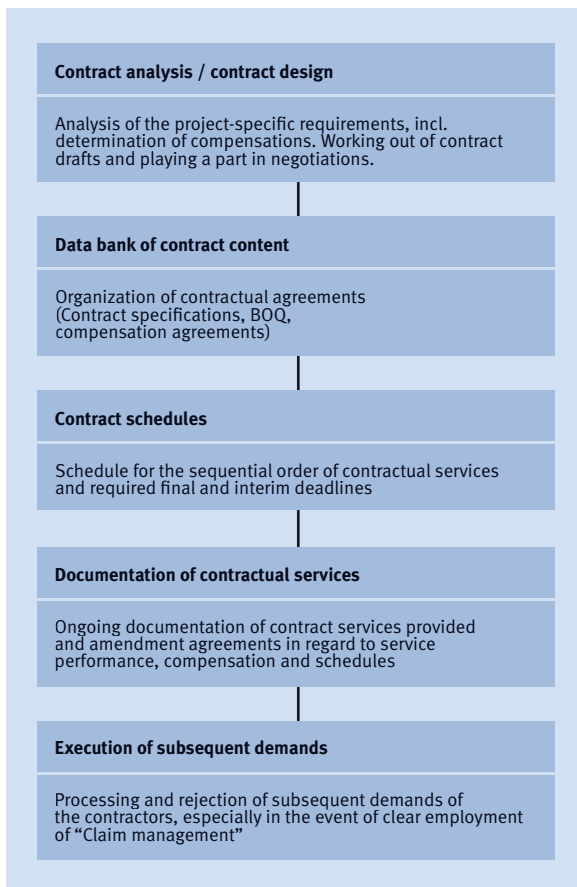 Contract analysis / contract design
Analysis of the project-specific requirements, incl.
determination of compensations. Working out of contract
drafts and playing a part in negotiations.
Data bank of contract content
Organization of contractual agreements
(Contract specifications, BOQ,
compensation agreements)
Contract schedules
Schedule for the sequential order of contractual services
and required final and interim deadlines
Documentation of contractual services
Ongoing documentation of contract services provided
and amendment agreements in regard to service
performance, compensation and schedules
Execution of subsequent demands
Processing and rejection of subsequent demands of
the contractors, especially in the event of clear employment
of “Claim management”